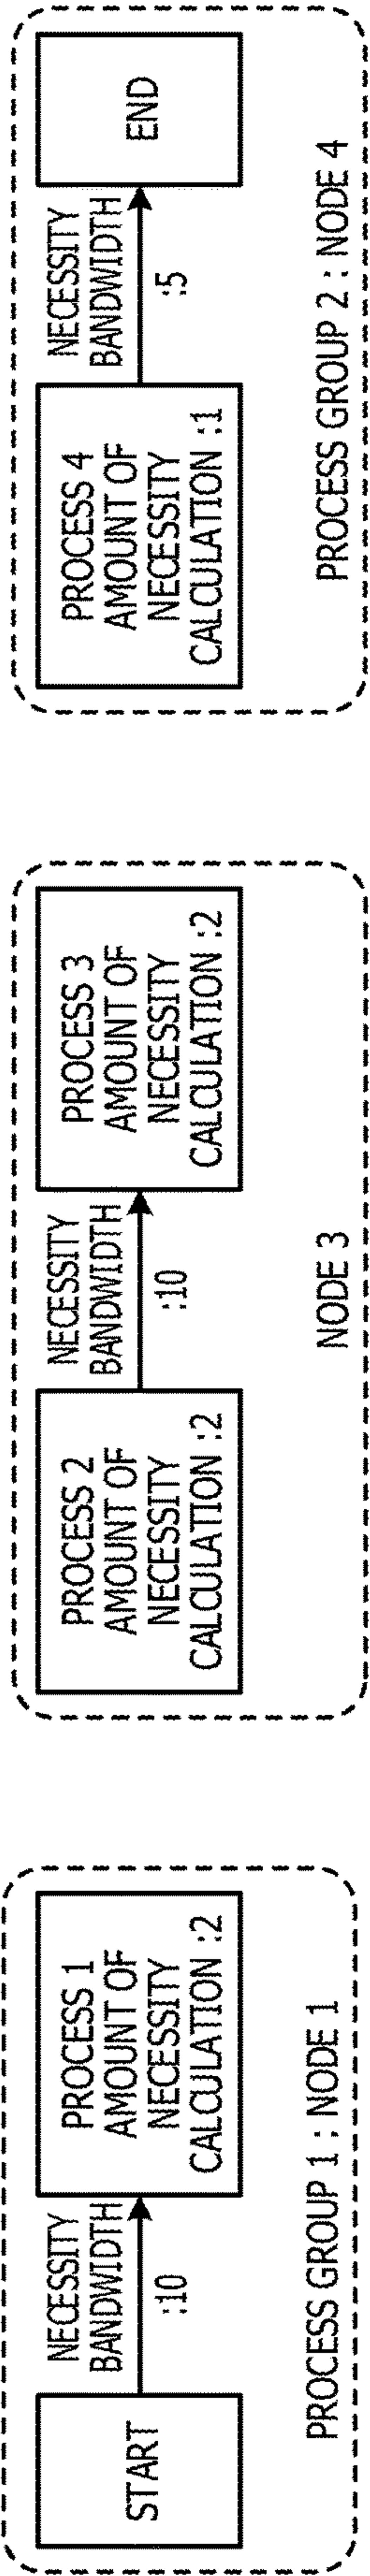 START
NECESSITY
BANDWIDTH
:10
PROCESS 1
AMOUNT OF
NECESSITY
CALCULATION :2
PROCESS GROUP 1 : NODE 1
PROCESS 2
AMOUNT OF
NECESSITY
CALCULATION :2
NECESSITY
BANDWIDTH
:10
PROCESS 3
AMOUNT OF
NECESSITY
CALCULATION :2
NODE 3
PROCESS 4
AMOUNT OF
NECESSITY
CALCULATION :1
NECESSITY
BANDWIDTH
:5
END
PROCESS GROUP 2 : NODE 4